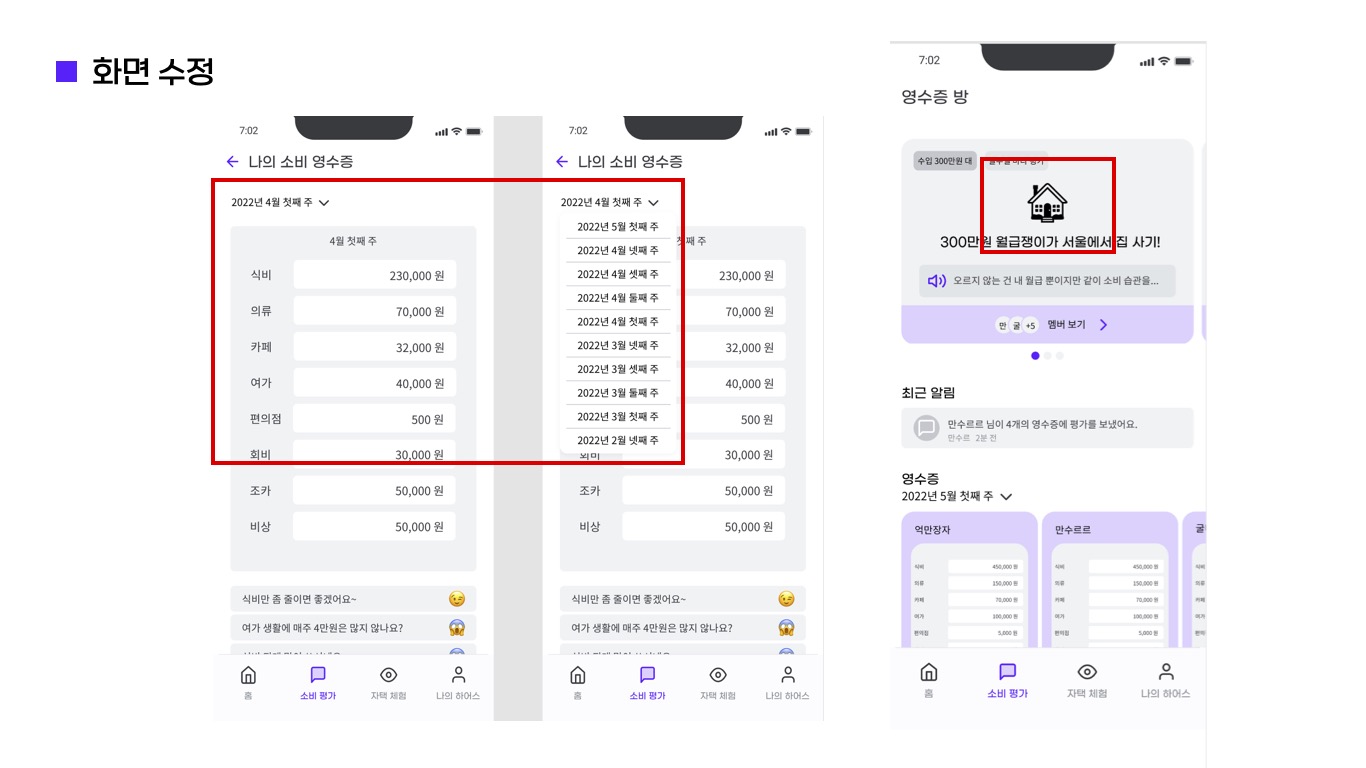 화면 수정
7:02
나의 소비 영수증
2022년 4월 첫째 주
4월 첫째 주
식비 230,000 원
의류 70,000 원
카페 32,000 원
여가 40,000 원
편의점 500 원
회비 30,000 원
조카 50,000 원
비상 50,000 원
식비만 좀 줄이면 좋겠어요~
여가 생활에 매주 4만원은 많지 않나요?
홈 소비 평가 자택 체험 나의 하어스
7:02
나의 소비 영수증
2022년 4월 첫째 주
2022년 5월 첫째 주
2022년 4월 넷째 주
2022년 4월 셋째 주
2022년 4월 둘째 주
2022년 4월 첫째 주
2022년 3월 넷째 주
2022년 3월 셋째 주
2022년 3월 둘째 주
2022년 3월 첫째 주
2022년 2월 넷째 주
첫째 주
230,000 원
70,000 원
32,000 원
40,000 원
500 원
회비 30,000 원
조카 50,000 원
비상 50,000 원
식비만 좀 줄이면 좋겠어요~
여가 생활에 매주 4만원은 많지 않나요?
홈 소비 평가 자택 체험 나의 하어스
7:02
영수증 방
수입 300만원 대
300만원 월급쟁이가 서울에서 집 사기!
오르지 않는 건 내 월급 뿐이지만 같이 소비 습관을...
만 굴 +5 멤버 보기
최근 알림
만수르르 님이 4개의 영수증에 평가를 보냈어요.
만수르 2분 전
영수증
2022년 5월 첫째 주
억만장자
식비 450,000 원
의류 150,000 원
카페 70,000 원
여가 100,000 원
편의점 5,000 원
만수르르
식비 450,000 원
의류 150,000 원
카페 70,000 원
여가 100,000 원
편의점 5,000 원
굴
식비
의류
카페
여가
편의
홈 소비 평가 자택 체험 나의 하어스